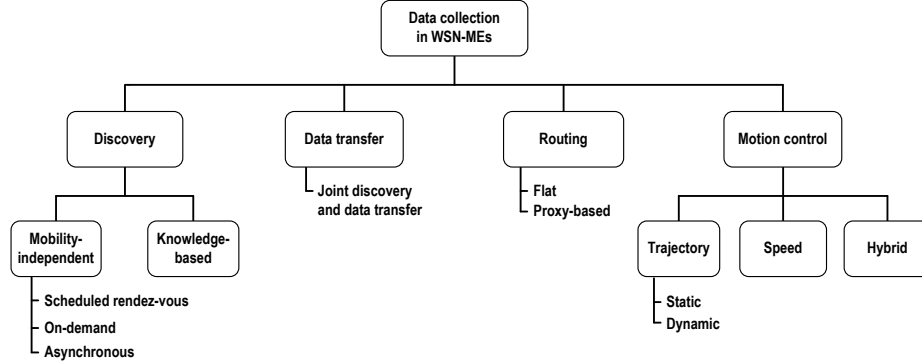 Data collection
in WSN-MEs
Discovery
Data transfer
Routing
Motion control
Joint discovery
and data transfer
Flat
Proxy-based
Mobility-
independent
Knowledge-
based
Trajectory
Speed
Hybrid
Scheduled rendez-vous
On-demand
Asynchronous
Static
Dynamic